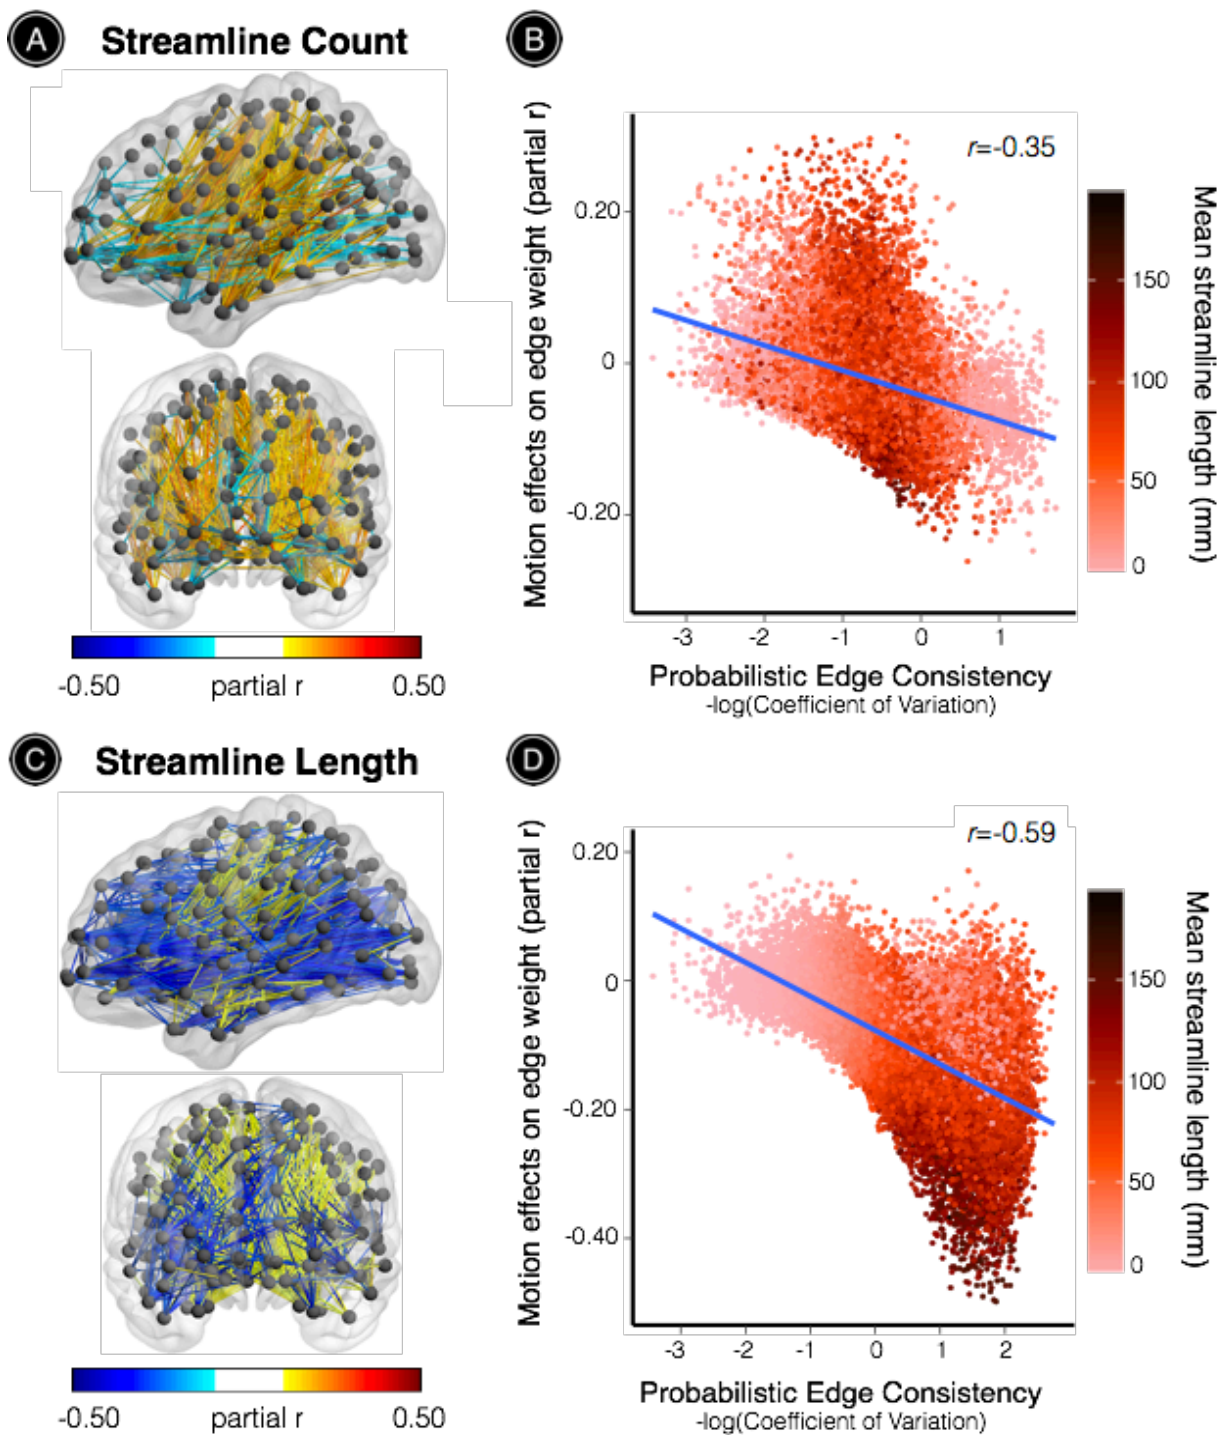 A Streamline Count
-0.50 partial r 0.50
B
Motion effects on edge weight (partial r)
0.20
0
-0.20
r=-0.35
-3 -2 -1 0 1
Probabilistic Edge Consistency
-log(Coefficient of Variation)
150
100
50
0
Mean streamline length (mm)
C Streamline Length
-0.50 partial r 0.50
D
Motion effects on edge weight (partial r)
0.20
0
-0.20
-0.40
r=-0.59
-3 -2 -1 0 1 2
Probabilistic Edge Consistency
-log(Coefficient of Variation)
150
100
50
0
Mean streamline length (mm)